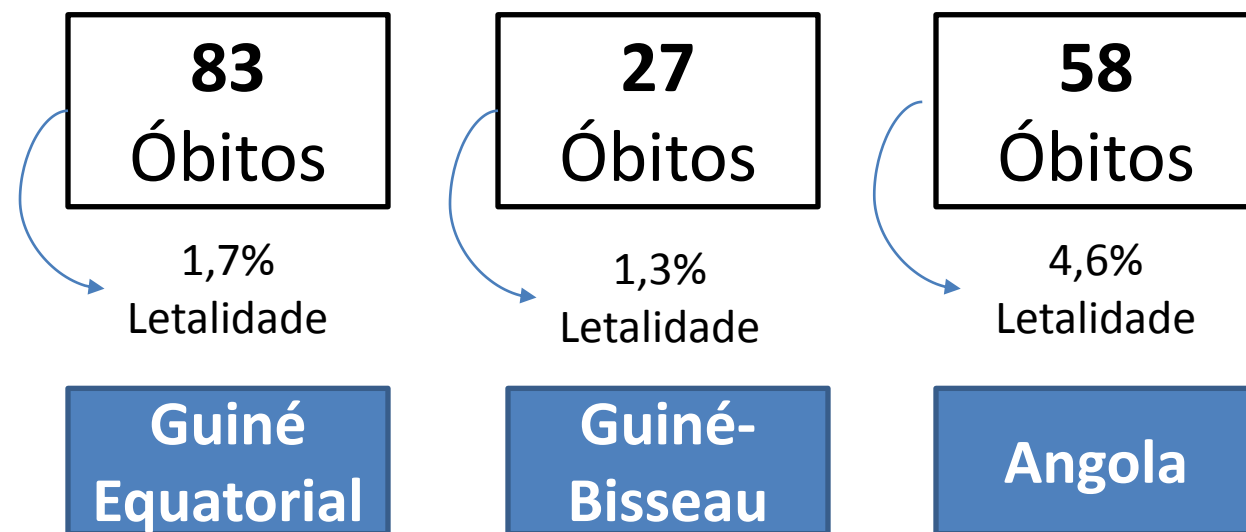 83
Óbitos
1,7%
Letalidade
Guiné
Equatorial
27
Óbitos
1,3%
Letalidade
Guiné-
Bisseau
58
Óbitos
4,6%
Letalidade
Angola